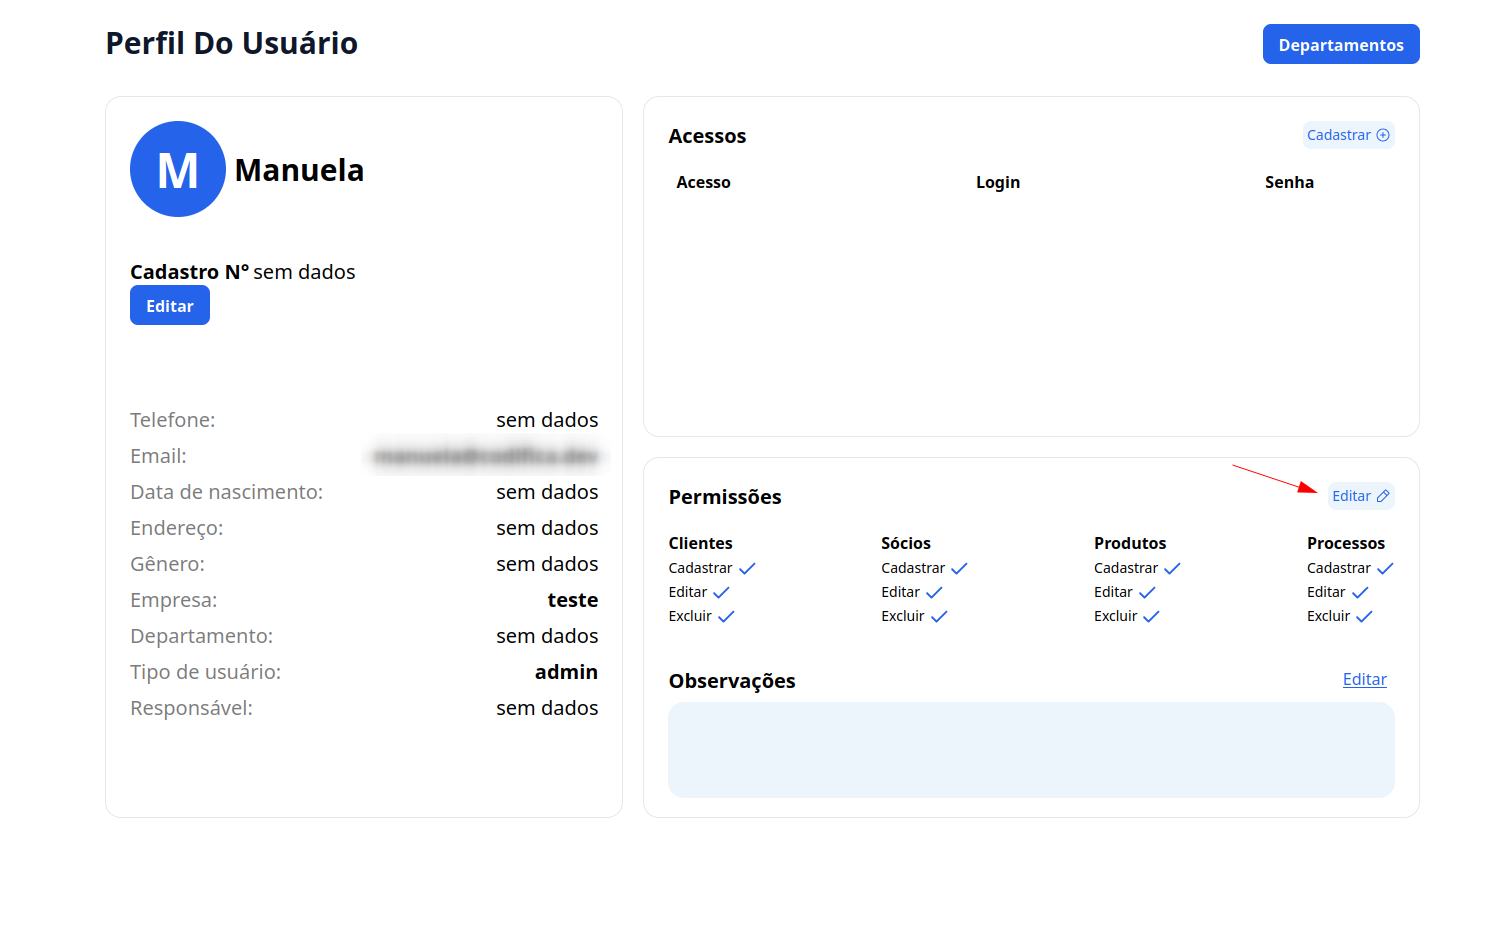 Perfil Do Usuário
Departamentos
M
Manuela
Cadastro N° sem dados
Editar
Telefone: sem dados
Email:
Data de nascimento: sem dados
Endereço: sem dados
Gênero: sem dados
Empresa: teste
Departamento: sem dados
Tipo de usuário: admin
Responsável: sem dados
Acessos
Cadastrar
Acesso Login Senha
Permissões
Editar
Clientes Sócios Produtos Processos
Cadastrar Cadastrar Cadastrar Cadastrar
Editar Editar Editar Editar
Excluir Excluir Excluir Excluir
Observações
Editar